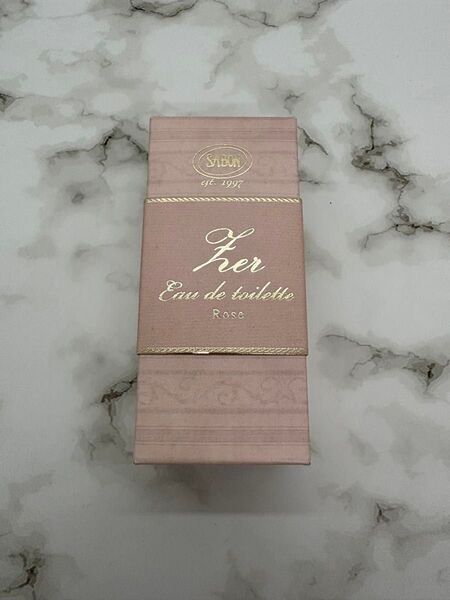 SABON
est. 1997
Zer
Eau de toilette
Rose